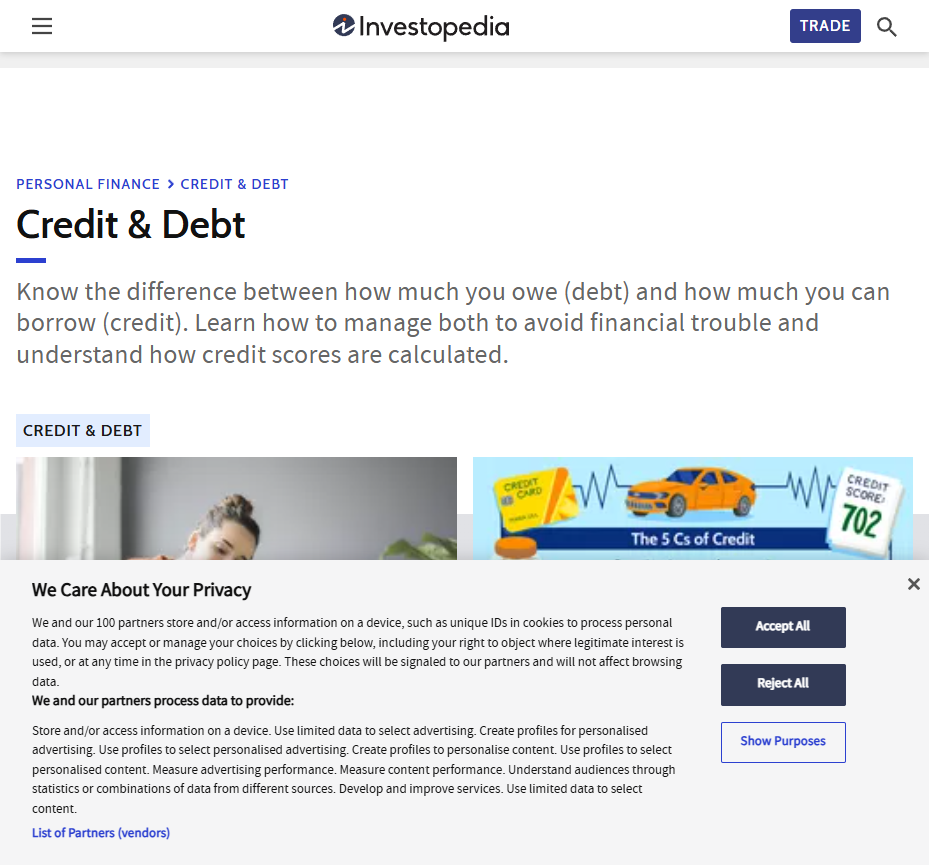 Investopedia
TRADE
PERSONAL FINANCE > CREDIT & DEBT
Credit & Debt
Know the difference between how much you owe (debt) and how much you can
borrow (credit). Learn how to manage both to avoid financial trouble and
understand how credit scores are calculated.
CREDIT & DEBT
CREDIT
CARD
CREDIT
SCORE:
702
The 5 Cs of Credit
We Care About Your Privacy
We and our 100 partners store and/or access information on a device, such as unique IDs in cookies to process personal
data. You may accept or manage your choices by clicking below, including your right to object where legitimate interest is
used, or at any time in the privacy policy page. These choices will be signaled to our partners and will not affect browsing
data.
We and our partners process data to provide:
Store and/or access information on a device. Use limited data to select advertising. Create profiles for personalised
advertising. Use profiles to select personalised advertising. Create profiles to personalise content. Use profiles to select
personalised content. Measure advertising performance. Measure content performance. Understand audiences through
statistics or combinations of data from different sources. Develop and improve services. Use limited data to select
content.
List of Partners (vendors)
Accept All
Reject All
Show Purposes